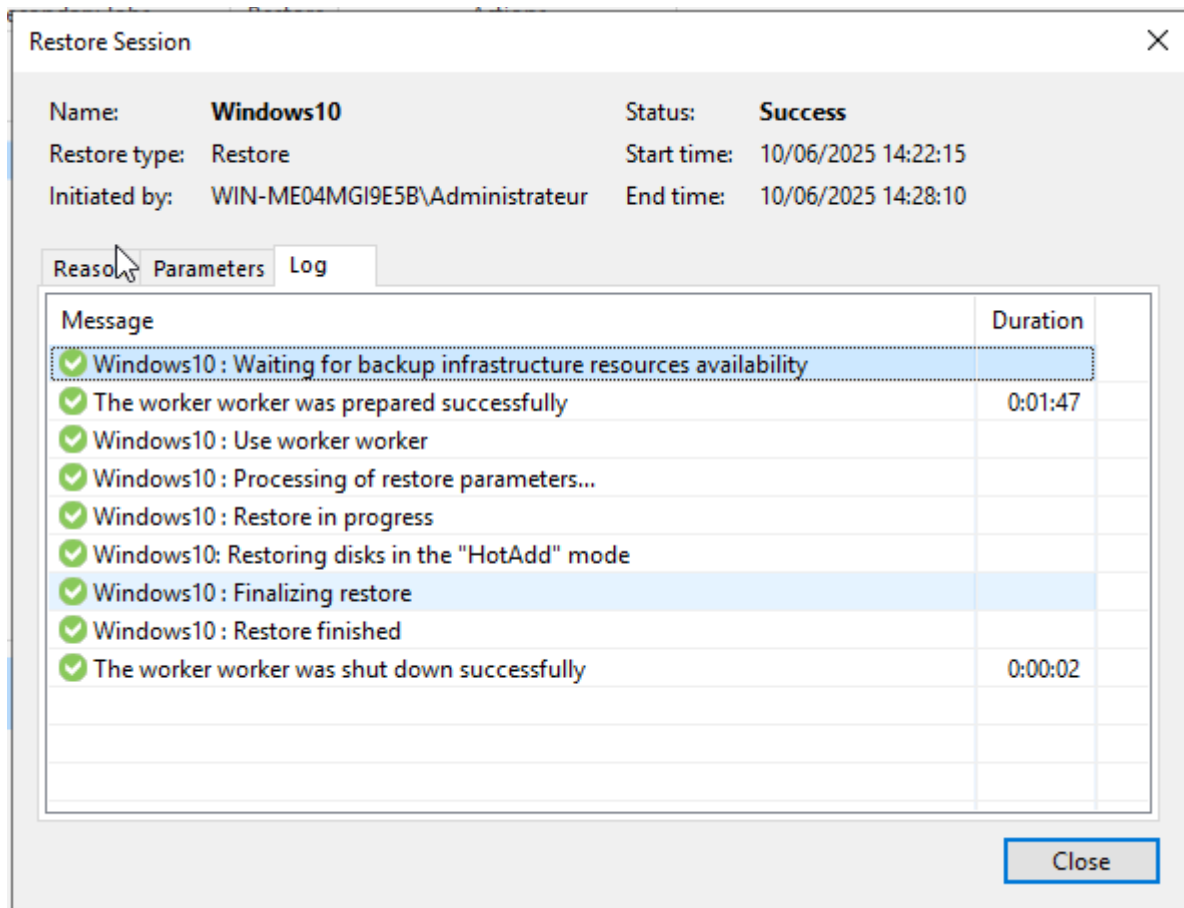 Restore Session
Name: Windows10 Status: Success
Restore type: Restore Start time: 10/06/2025 14:22:15
Initiated by: WIN-ME04MGI9E5B\Administrateur End time: 10/06/2025 14:28:10
Parameters Log
Message Duration
Windows10 : Waiting for backup infrastructure resources availability
The worker worker was prepared successfully 0:01:47
Windows10 : Use worker worker
Windows10 : Processing of restore parameters...
Windows10 : Restore in progress
Windows10: Restoring disks in the "HotAdd" mode
Windows10 : Finalizing restore
Windows10 : Restore finished
The worker worker was shut down successfully 0:00:02
Close